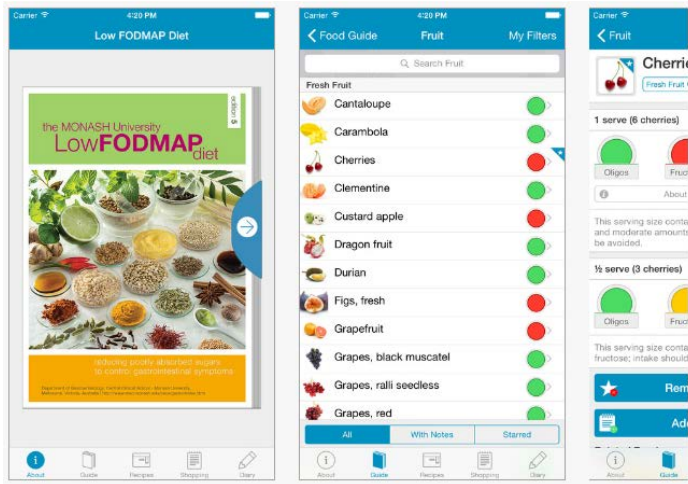 Carrier 4:20 PM
Low FODMAP Diet
edition 5
the MONASH University
LowFODMAP
diet
reducing poorly absorbed sugars
to control gastrointestinal symptoms
About
Guide
Recipes
Shopping
Diary
Carrier 4:20 PM
Food Guide Fruit My Filters
Search Fruit
Fresh Fruit
Cantaloupe
Carambola
Cherries
Clementine
Custard apple
Dragon fruit
Durian
Figs, fresh
Grapefruit
Grapes, black muscatel
Grapes, ralli seedless
Grapes, red
All With Notes Starred
About
Guide
Recipes
Shopping
Diary
Carrier
Fruit
Cherrie
Fresh Fruit
1 serve (6 cherries)
Oligos Fruct
About
This serving size conta
and moderate amounts
be avoided.
½ serve (3 cherries)
Oligos Fruct
This serving size conta
fructose; intake should
Rem
Add
About
Guide